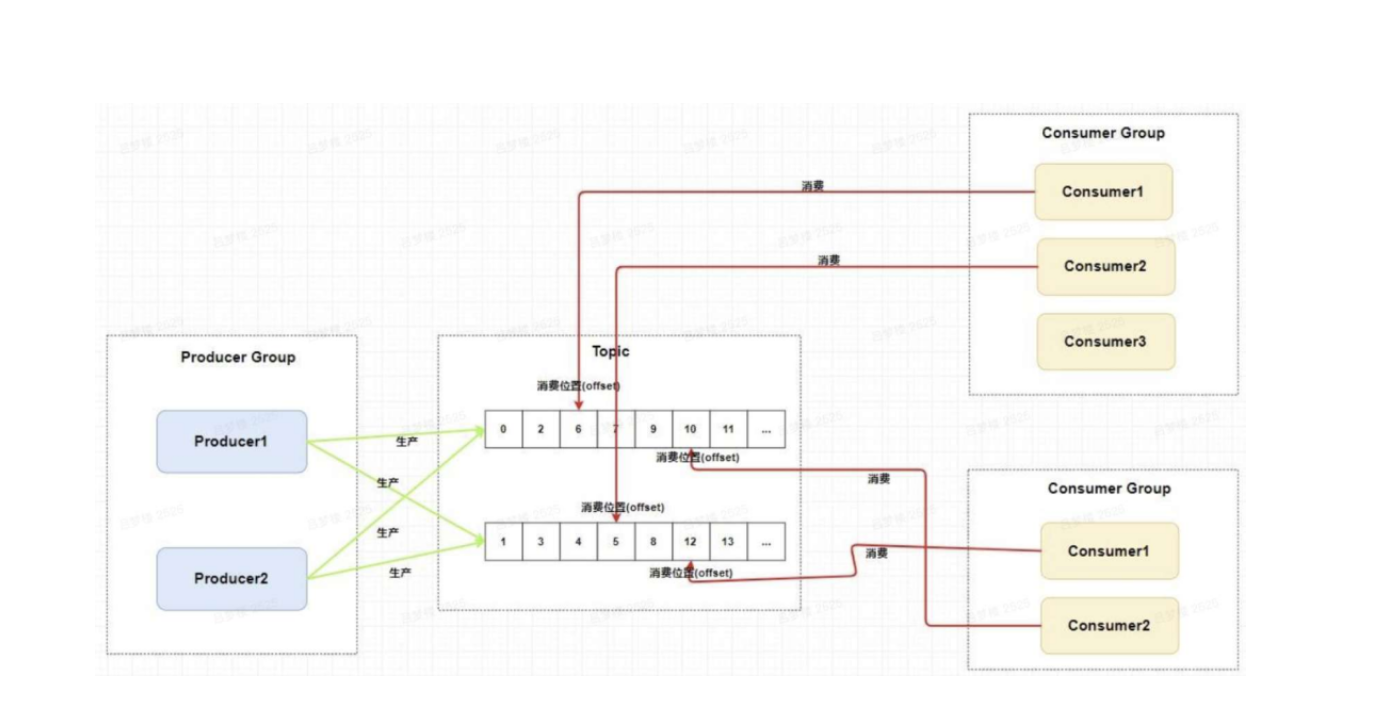 Consumer Group
Consumer1
消费
Consumer2
消费
Consumer3
Producer Group
Producer1
Producer2
生产
生产
生产
生产
Topic
消费位置(offset)
0 2 6 7 9 10 11 ...
消费位置(offset)
消费位置(offset)
1 3 4 5 8 12 13 ...
消费位置(offset)
消费
消费
Consumer Group
Consumer1
Consumer2